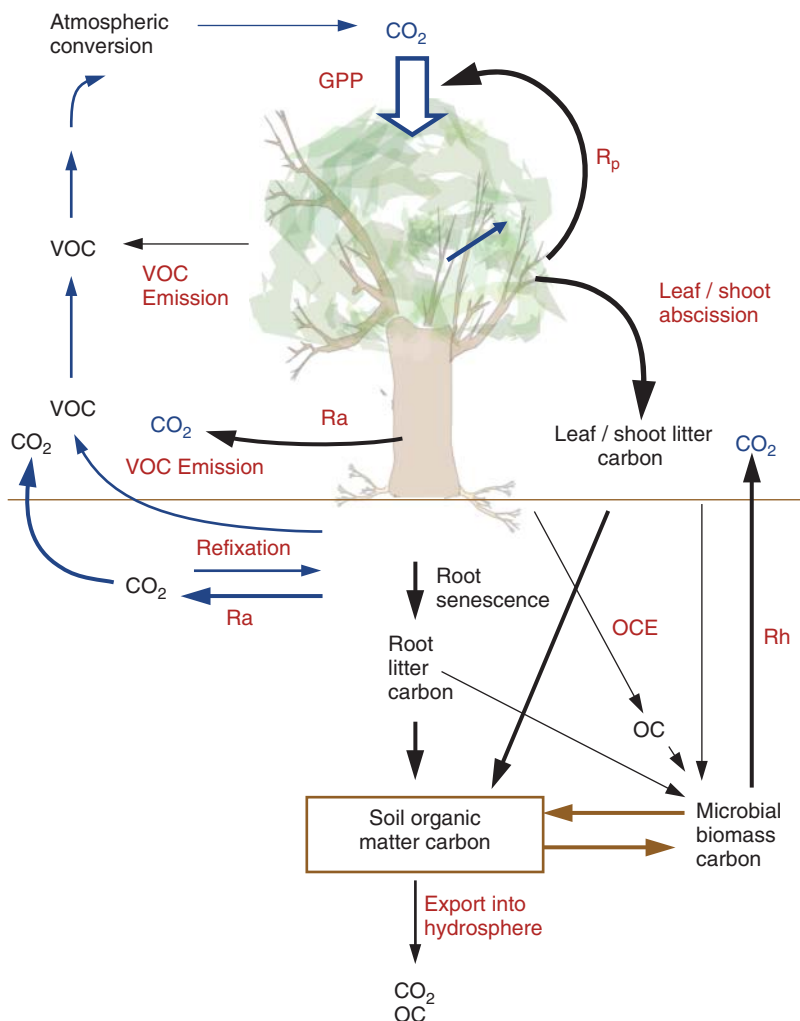 Atmospheric
conversion
CO₂
GPP
Rp
VOC
VOC
Emission
Leaf / shoot
abscission
VOC
CO₂
CO₂
Ra
VOC Emission
Leaf / shoot litter
carbon
CO₂
Refixation
CO₂
Ra
Root
senescence
OCE
Rh
Root
litter
carbon
OC
Soil organic
matter carbon
Microbial
biomass
carbon
Export into
hydrosphere
CO₂
OC